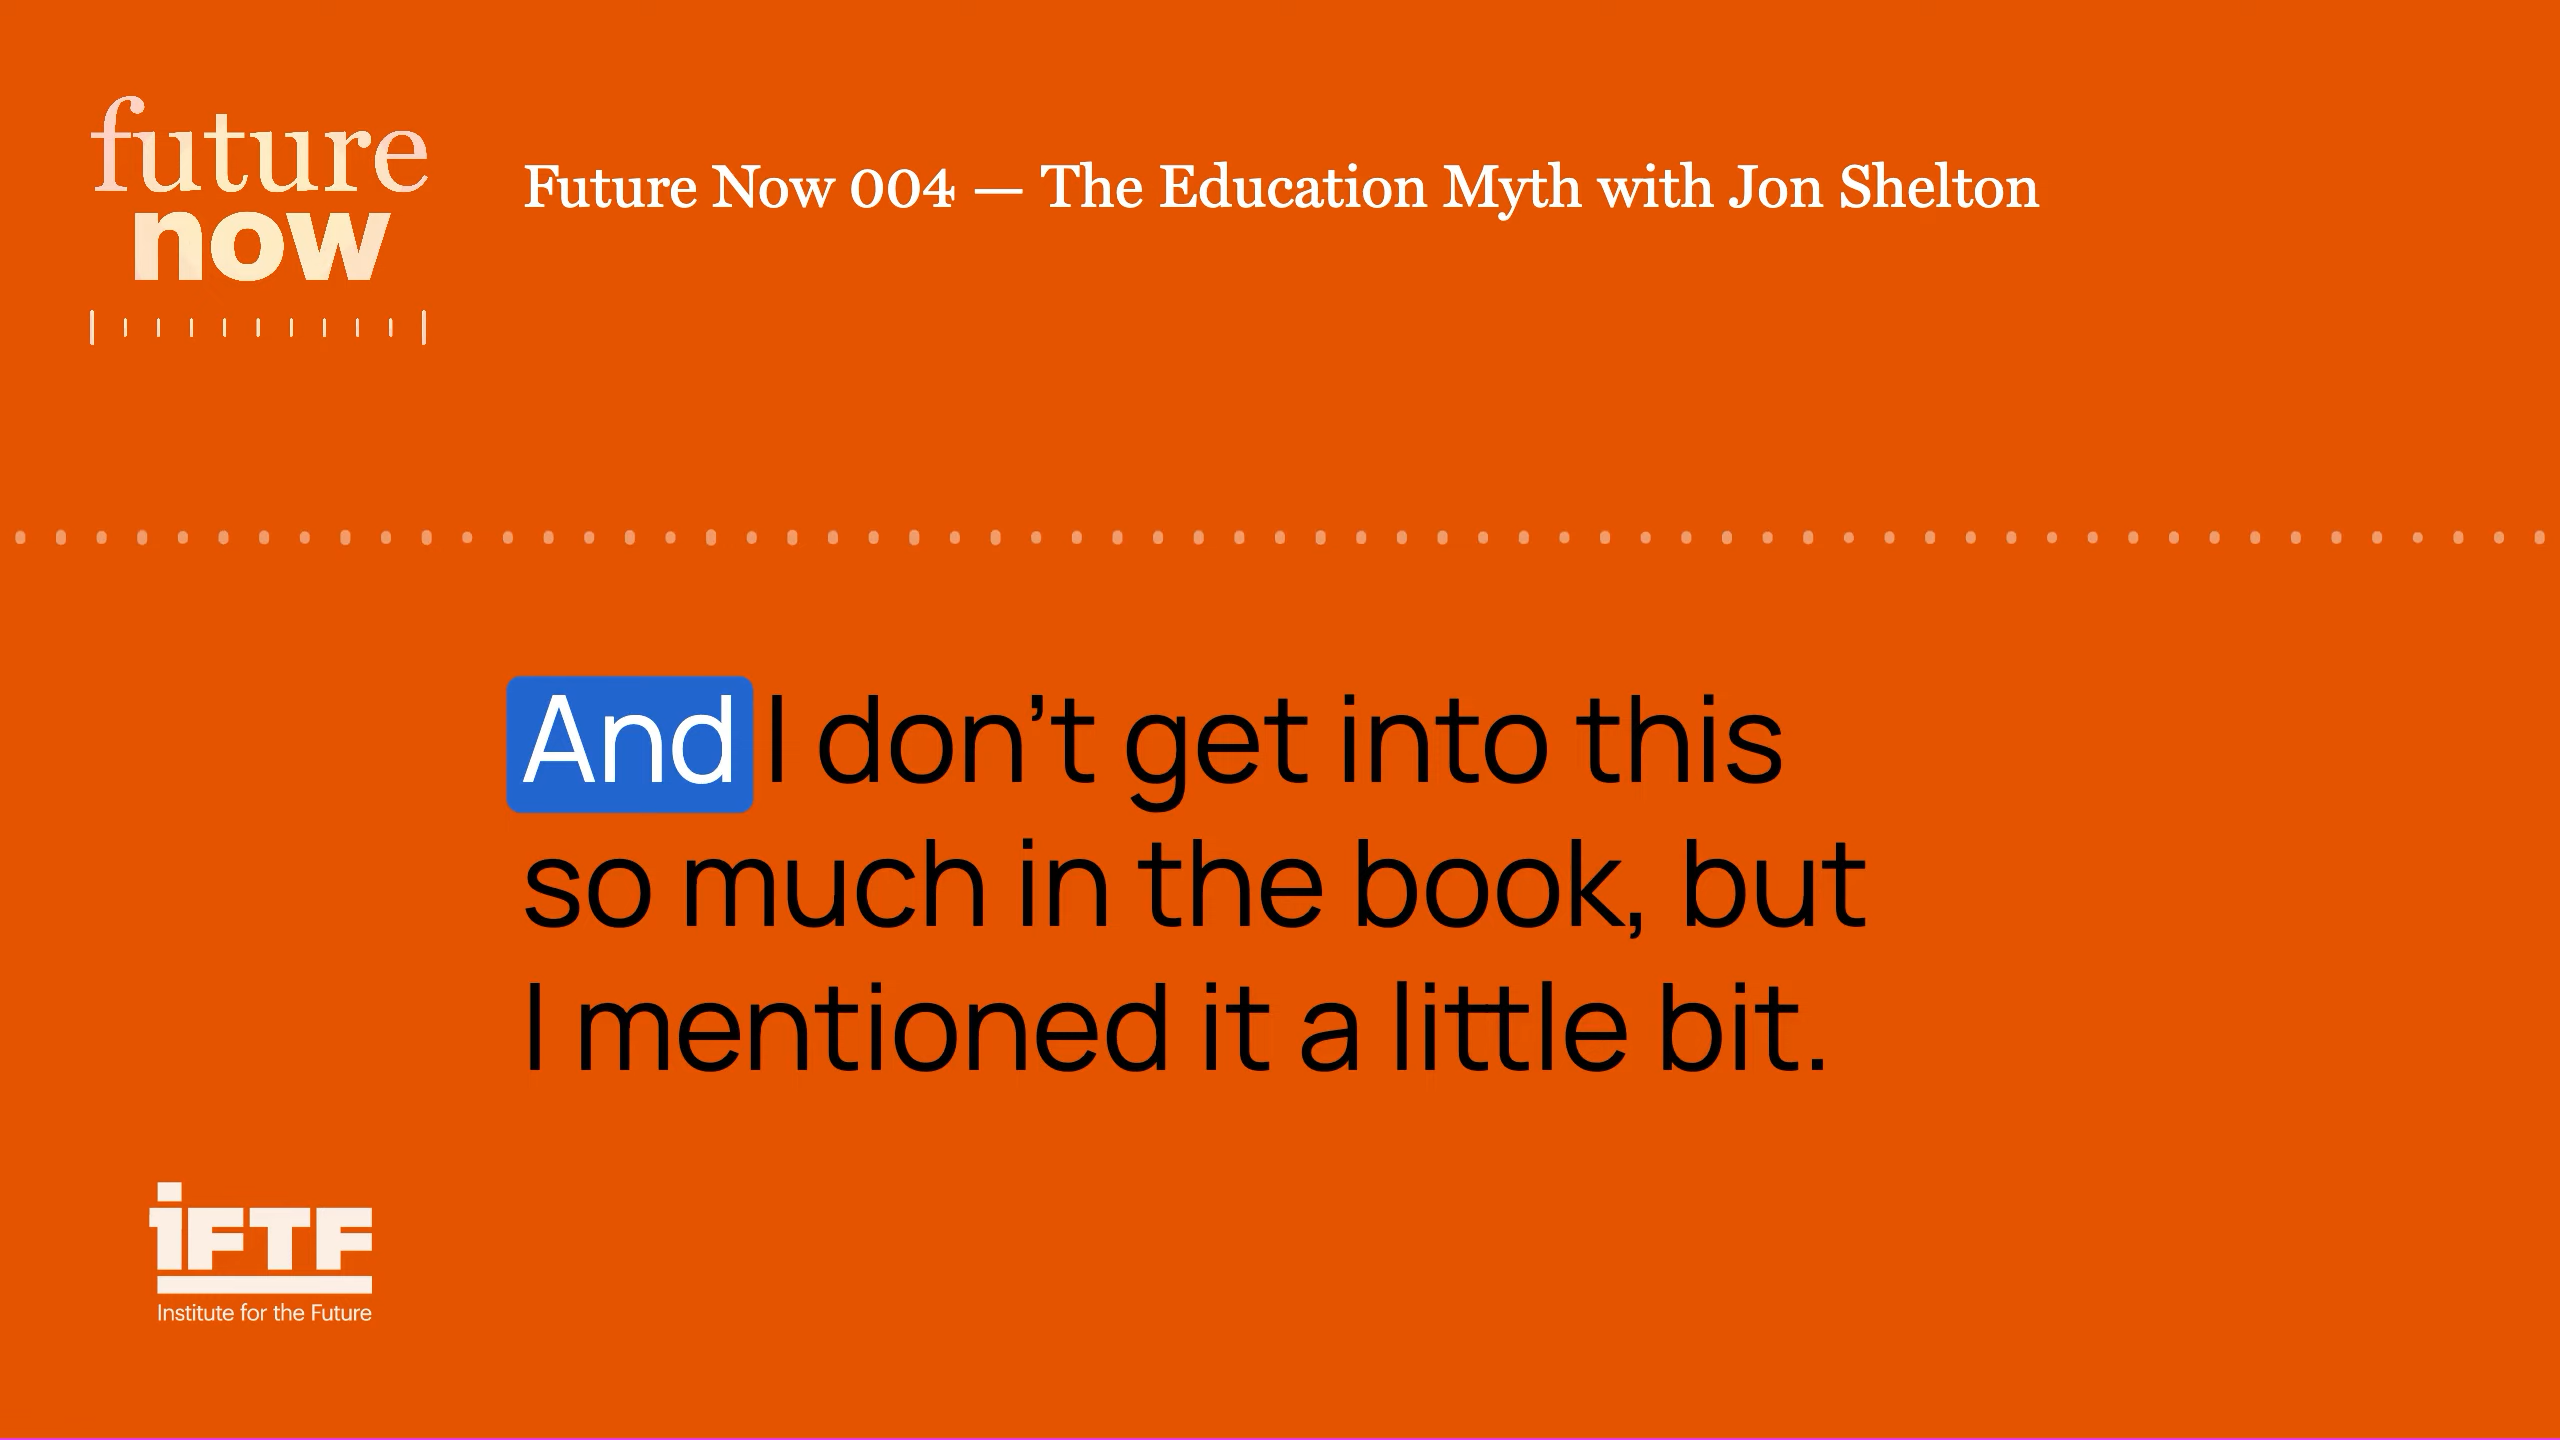 future
now
Future Now 004 — The Education Myth with Jon Shelton
And I don’t get into this
so much in the book, but
I mentioned it a little bit.
iFTF
Institute for the Future